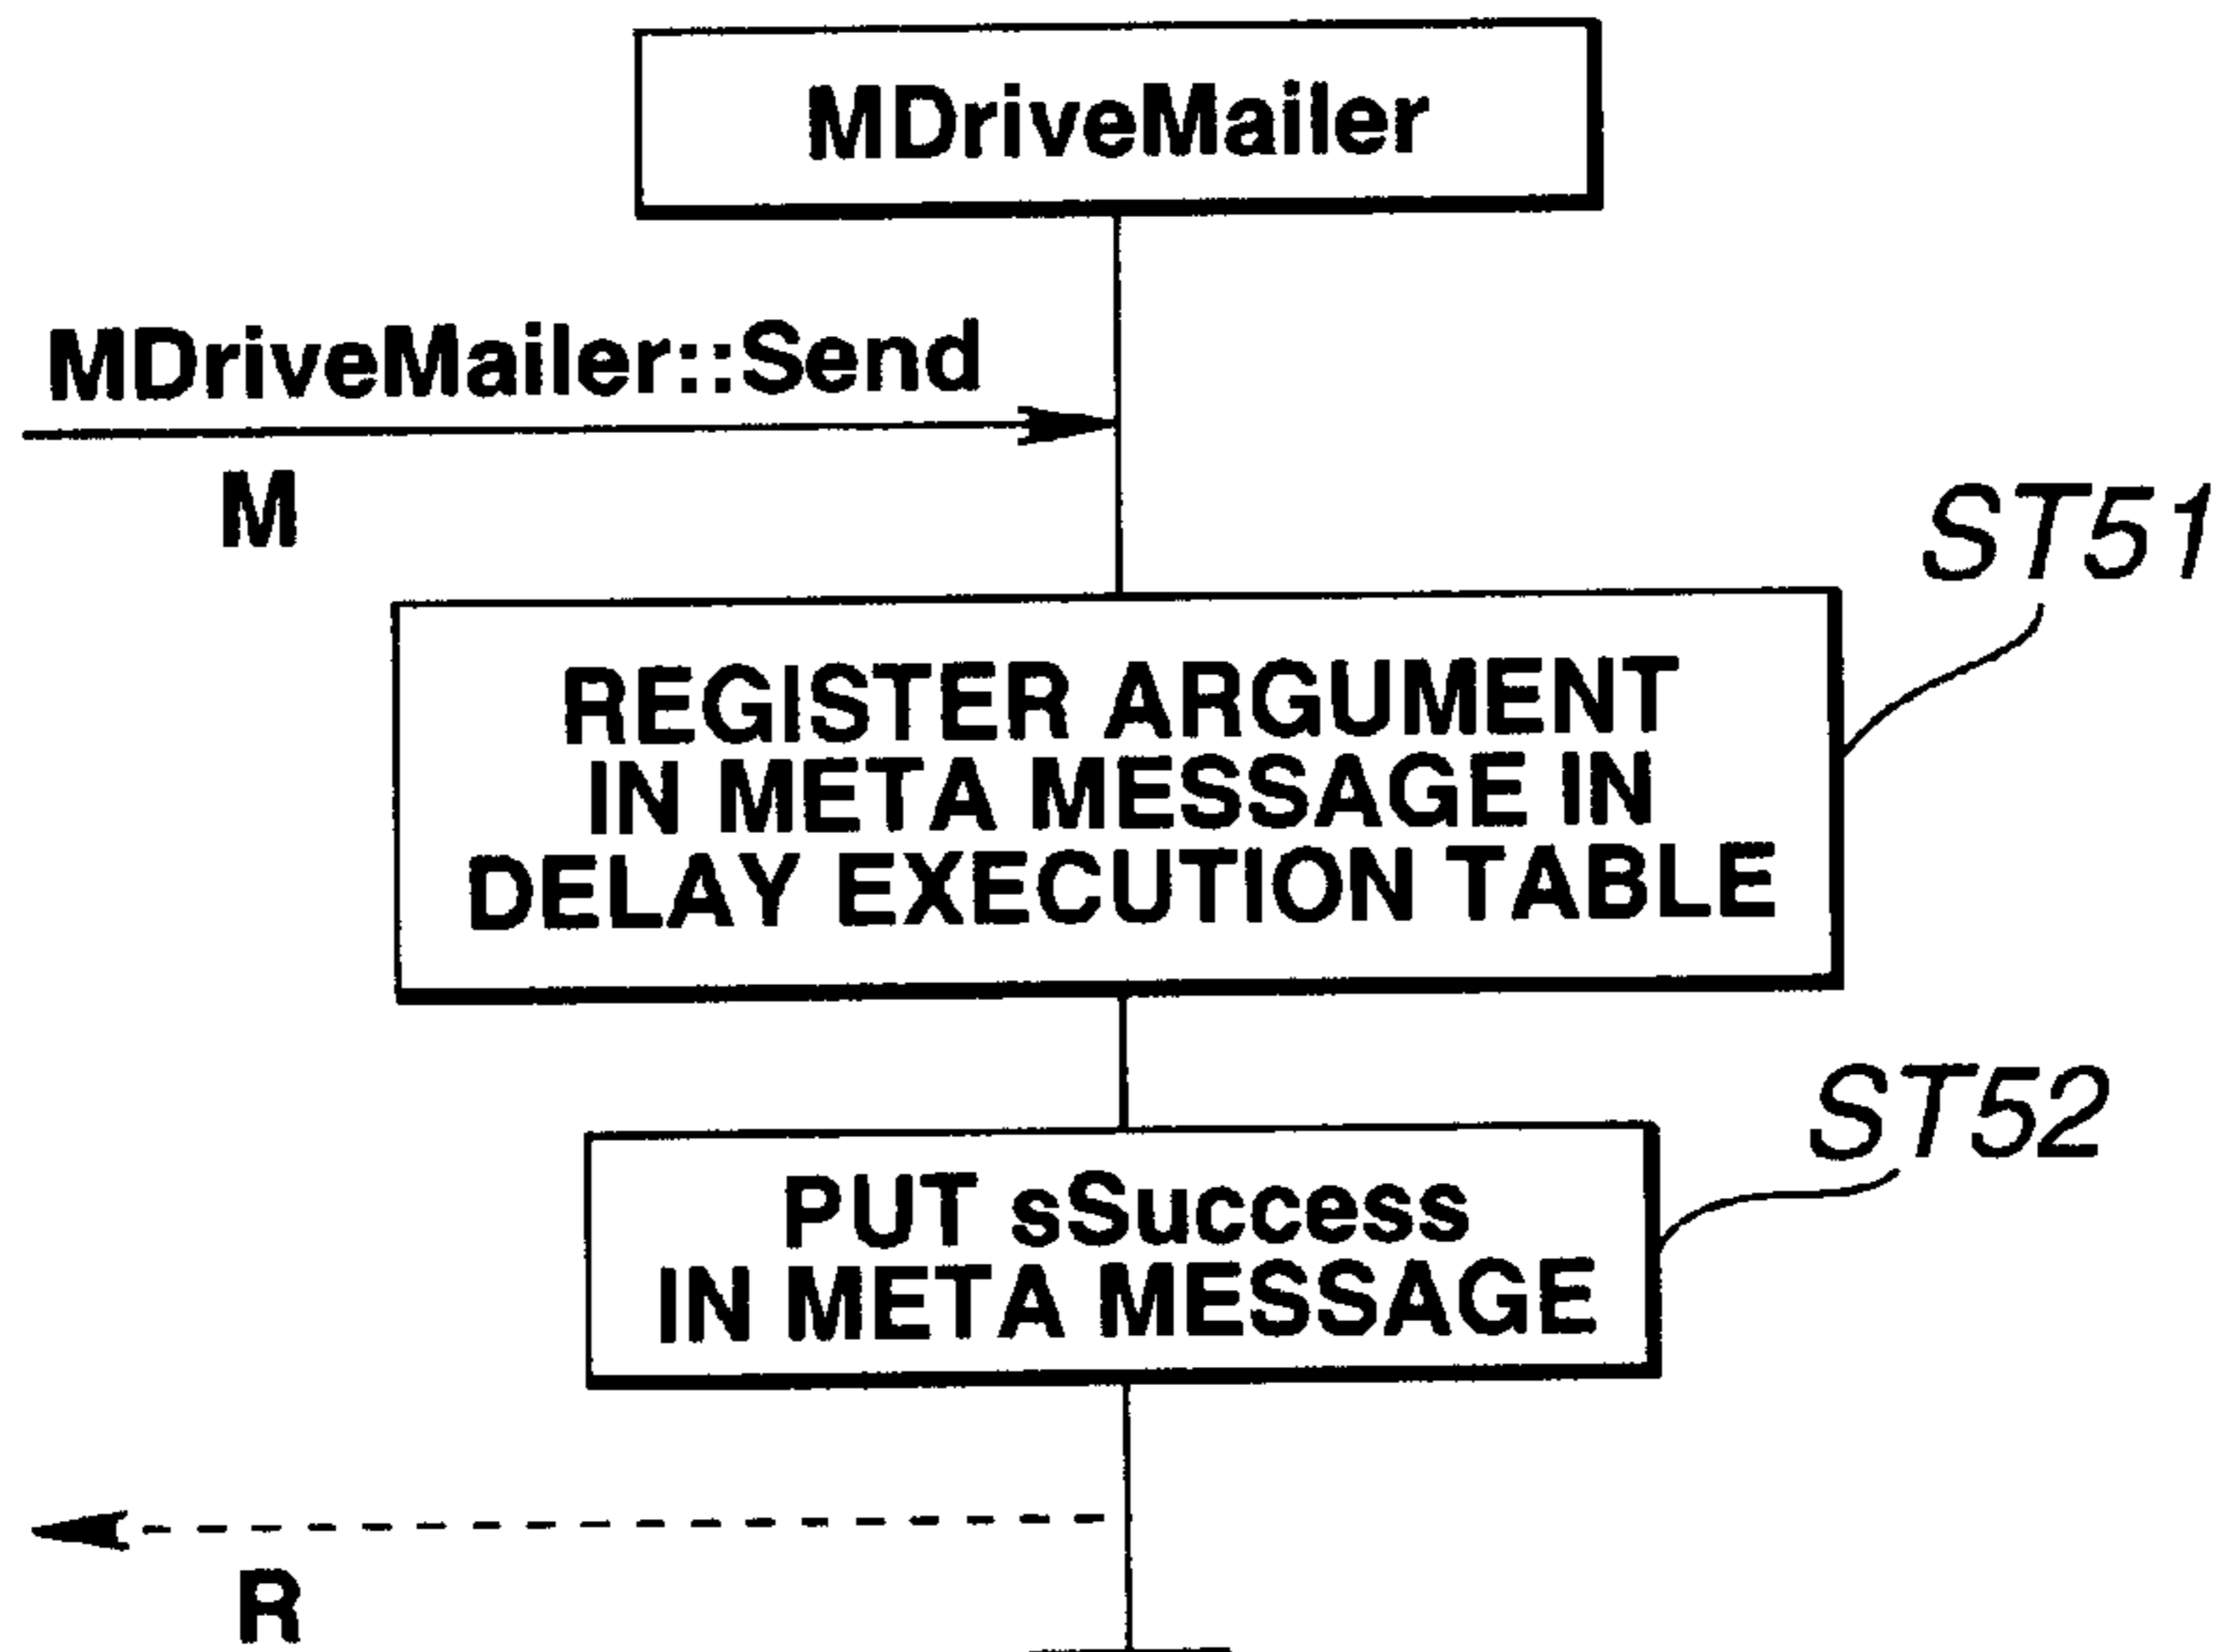 MDriveMailer
MDriveMailer::Send
M
ST51
REGISTER ARGUMENT
IN META MESSAGE IN
DELAY EXECUTION TABLE
ST52
PUT sSuccess
IN META MESSAGE
R